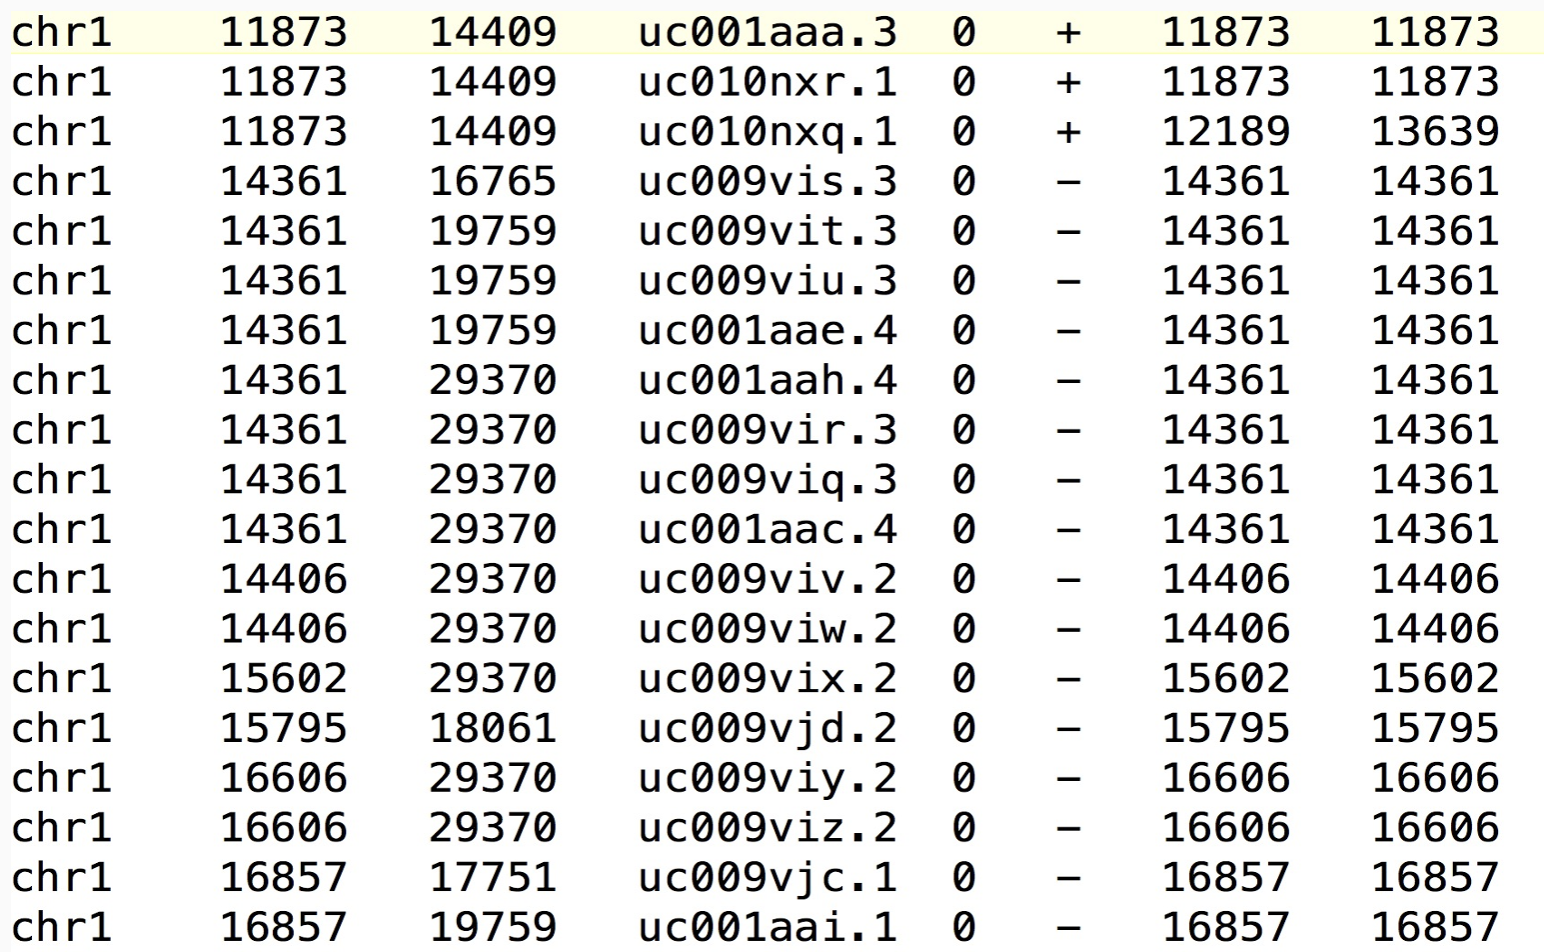 chr1 11873 14409 uc001aaa.3 0 + 11873 11873
chr1 11873 14409 uc010nxr.1 0 + 11873 11873
chr1 11873 14409 uc010nxq.1 0 + 12189 13639
chr1 14361 16765 uc009vis.3 0 - 14361 14361
chr1 14361 19759 uc009vit.3 0 - 14361 14361
chr1 14361 19759 uc009viu.3 0 - 14361 14361
chr1 14361 19759 uc001aae.4 0 - 14361 14361
chr1 14361 29370 uc001aah.4 0 - 14361 14361
chr1 14361 29370 uc009vir.3 0 - 14361 14361
chr1 14361 29370 uc009viq.3 0 - 14361 14361
chr1 14361 29370 uc001aac.4 0 - 14361 14361
chr1 14406 29370 uc009viv.2 0 - 14406 14406
chr1 14406 29370 uc009viw.2 0 - 14406 14406
chr1 15602 29370 uc009vix.2 0 - 15602 15602
chr1 15795 18061 uc009vjd.2 0 - 15795 15795
chr1 16606 29370 uc009viy.2 0 - 16606 16606
chr1 16606 29370 uc009viz.2 0 - 16606 16606
chr1 16857 17751 uc009vjc.1 0 - 16857 16857
chr1 16857 19759 uc001aai.1 0 - 16857 16857